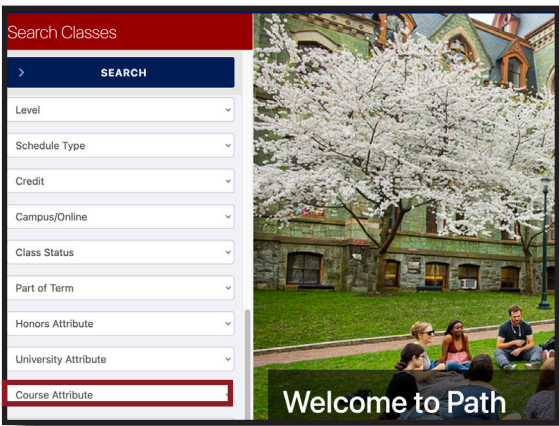 Search Classes
SEARCH
Level
Schedule Type
Credit
Campus/Online
Class Status
Part of Term
Honors Attribute
University Attribute
Course Attribute
Welcome to Path